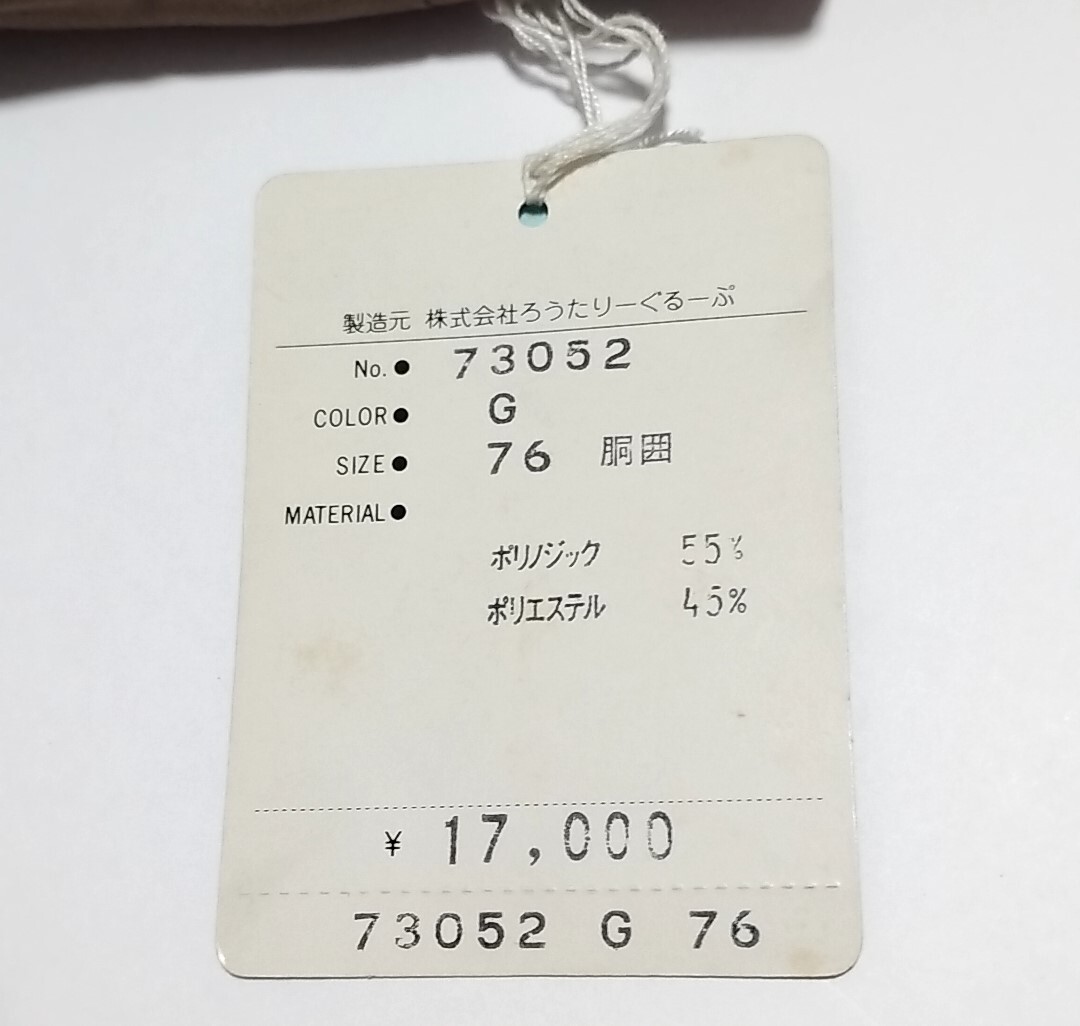 製造元 株式会社ろうたりーぐるーぷ
No.● 73052
COLOR● G
SIZE● 76 胴囲
MATERIAL●
ポリノジック 55%
ポリエステル 45%
¥ 17,000
73052 G 76